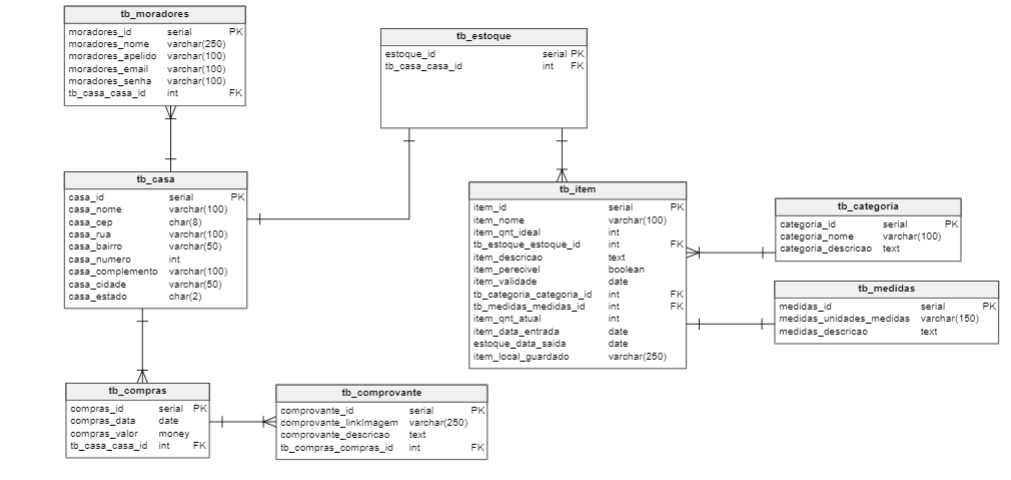 tb_moradores
moradores_id serial PK
moradores_nome varchar(250)
moradores_apelido varchar(100)
moradores_email varchar(100)
moradores_senha varchar(100)
tb_casa_casa_id int FK
tb_estoque
estoque_id serial PK
tb_casa_casa_id int FK
tb_casa
casa_id serial PK
casa_nome varchar(100)
casa_cep char(8)
casa_rua varchar(100)
casa_bairro varchar(50)
casa_numero int
casa_complemento varchar(100)
casa_cidade varchar(50)
casa_estado char(2)
tb_item
item_id serial PK
item_nome varchar(100)
item_qnt_ideal int
tb_estoque_estoque_id int FK
item_descricao text
item_perecivel boolean
item_validade date
tb_categoria_categoria_id int FK
tb_medidas_medidas_id int FK
item_qnt_atual int
item_data_entrada date
estoque_data_saida date
item_local_guardado varchar(250)
tb_categoria
categoria_id serial PK
categoria_nome varchar(100)
categoria_descricao text
tb_medidas
medidas_id serial PK
medidas_unidades_medidas varchar(150)
medidas_descricao text
tb_compras
compras_id serial PK
compras_data date
compras_valor money
tb_casa_casa_id int FK
tb_comprovante
comprovante_id serial PK
comprovante_linkImagem varchar(250)
comprovante_descricao text
tb_compras_compras_id int FK